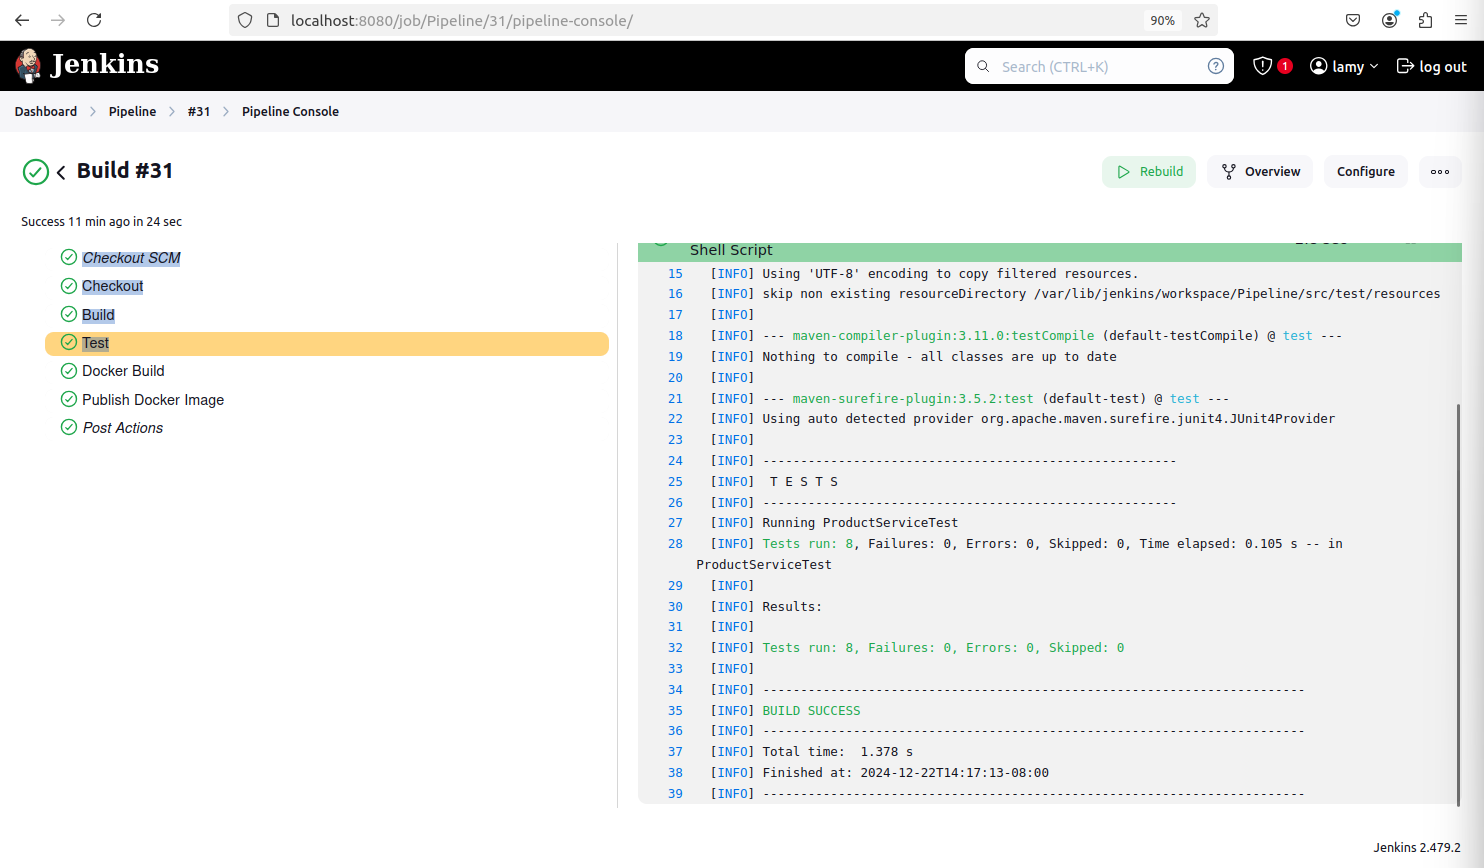 localhost:8080/job/Pipeline/31/pipeline-console/
90%
Jenkins
Search (CTRL+K)
?
1
lamy
log out
Dashboard > Pipeline > #31 > Pipeline Console
Build #31
Rebuild
Overview
Configure
Success 11 min ago in 24 sec
Checkout SCM
Checkout
Build
Test
Docker Build
Publish Docker Image
Post Actions
Shell Script
15 [INFO] Using 'UTF-8' encoding to copy filtered resources.
16 [INFO] skip non existing resourceDirectory /var/lib/jenkins/workspace/Pipeline/src/test/resources
17 [INFO]
18 [INFO] --- maven-compiler-plugin:3.11.0:testCompile (default-testCompile) @ test ---
19 [INFO] Nothing to compile - all classes are up to date
20 [INFO]
21 [INFO] --- maven-surefire-plugin:3.5.2:test (default-test) @ test ---
22 [INFO] Using auto detected provider org.apache.maven.surefire.junit4.JUnit4Provider
23 [INFO]
24 [INFO] -------------------------------------------------------
25 [INFO]  T E S T S
26 [INFO] -------------------------------------------------------
27 [INFO] Running ProductServiceTest
28 [INFO] Tests run: 8, Failures: 0, Errors: 0, Skipped: 0, Time elapsed: 0.105 s -- in
ProductServiceTest
29 [INFO]
30 [INFO] Results:
31 [INFO]
32 [INFO] Tests run: 8, Failures: 0, Errors: 0, Skipped: 0
33 [INFO]
34 [INFO] ------------------------------------------------------------------------
35 [INFO] BUILD SUCCESS
36 [INFO] ------------------------------------------------------------------------
37 [INFO] Total time:  1.378 s
38 [INFO] Finished at: 2024-12-22T14:17:13-08:00
39 [INFO] ------------------------------------------------------------------------
Jenkins 2.479.2